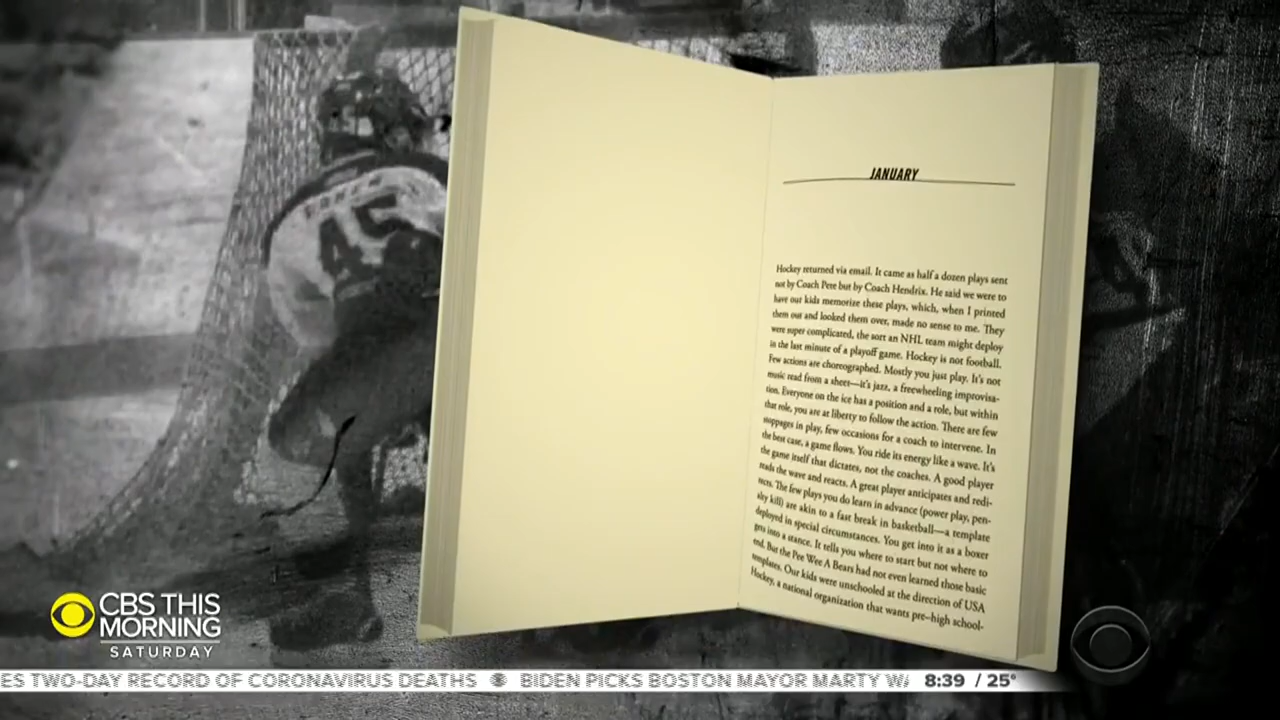 JANUARY
Hockey returned via email. It came as half a dozen plays sent
not by Coach Pete but by Coach Hendrix. He said we were to
have our kids memorize these plays, which, when I printed
them out and looked them over, made no sense to me. They
were super complicated, the sort an NHL team might deploy
in the last minute of a playoff game. Hockey is not football.
Few actions are choreographed. Mostly you just play. It's not
music read from a sheet—it's jazz, a freewheeling improvisa-
tion. Everyone on the ice has a position and a role, but within
that role, you are at liberty to follow the action. There are few
stoppages in play, few occasions for a coach to intervene. In
the best case, a game flows. You ride its energy like a wave. It's
the game itself that dictates, not the coaches. A good player
reads the wave and reacts. A great player anticipates and redi-
rects. The few plays you do learn in advance (power play, pen-
alty kill) are akin to a fast break in basketball—a template
deployed in special circumstances. You get into it as a boxer
gets into a stance. It tells you where to start but not where to
end. But the Pee Wee A Bears had not even learned those basic
templates. Our kids were unschooled at the direction of USA
Hockey, a national organization that wants pre–high school-
45
CBS THIS
MORNING
SATURDAY
ES TWO-DAY RECORD OF CORONAVIRUS DEATHS BIDEN PICKS BOSTON MAYOR MARTY WA 8:39 / 25°